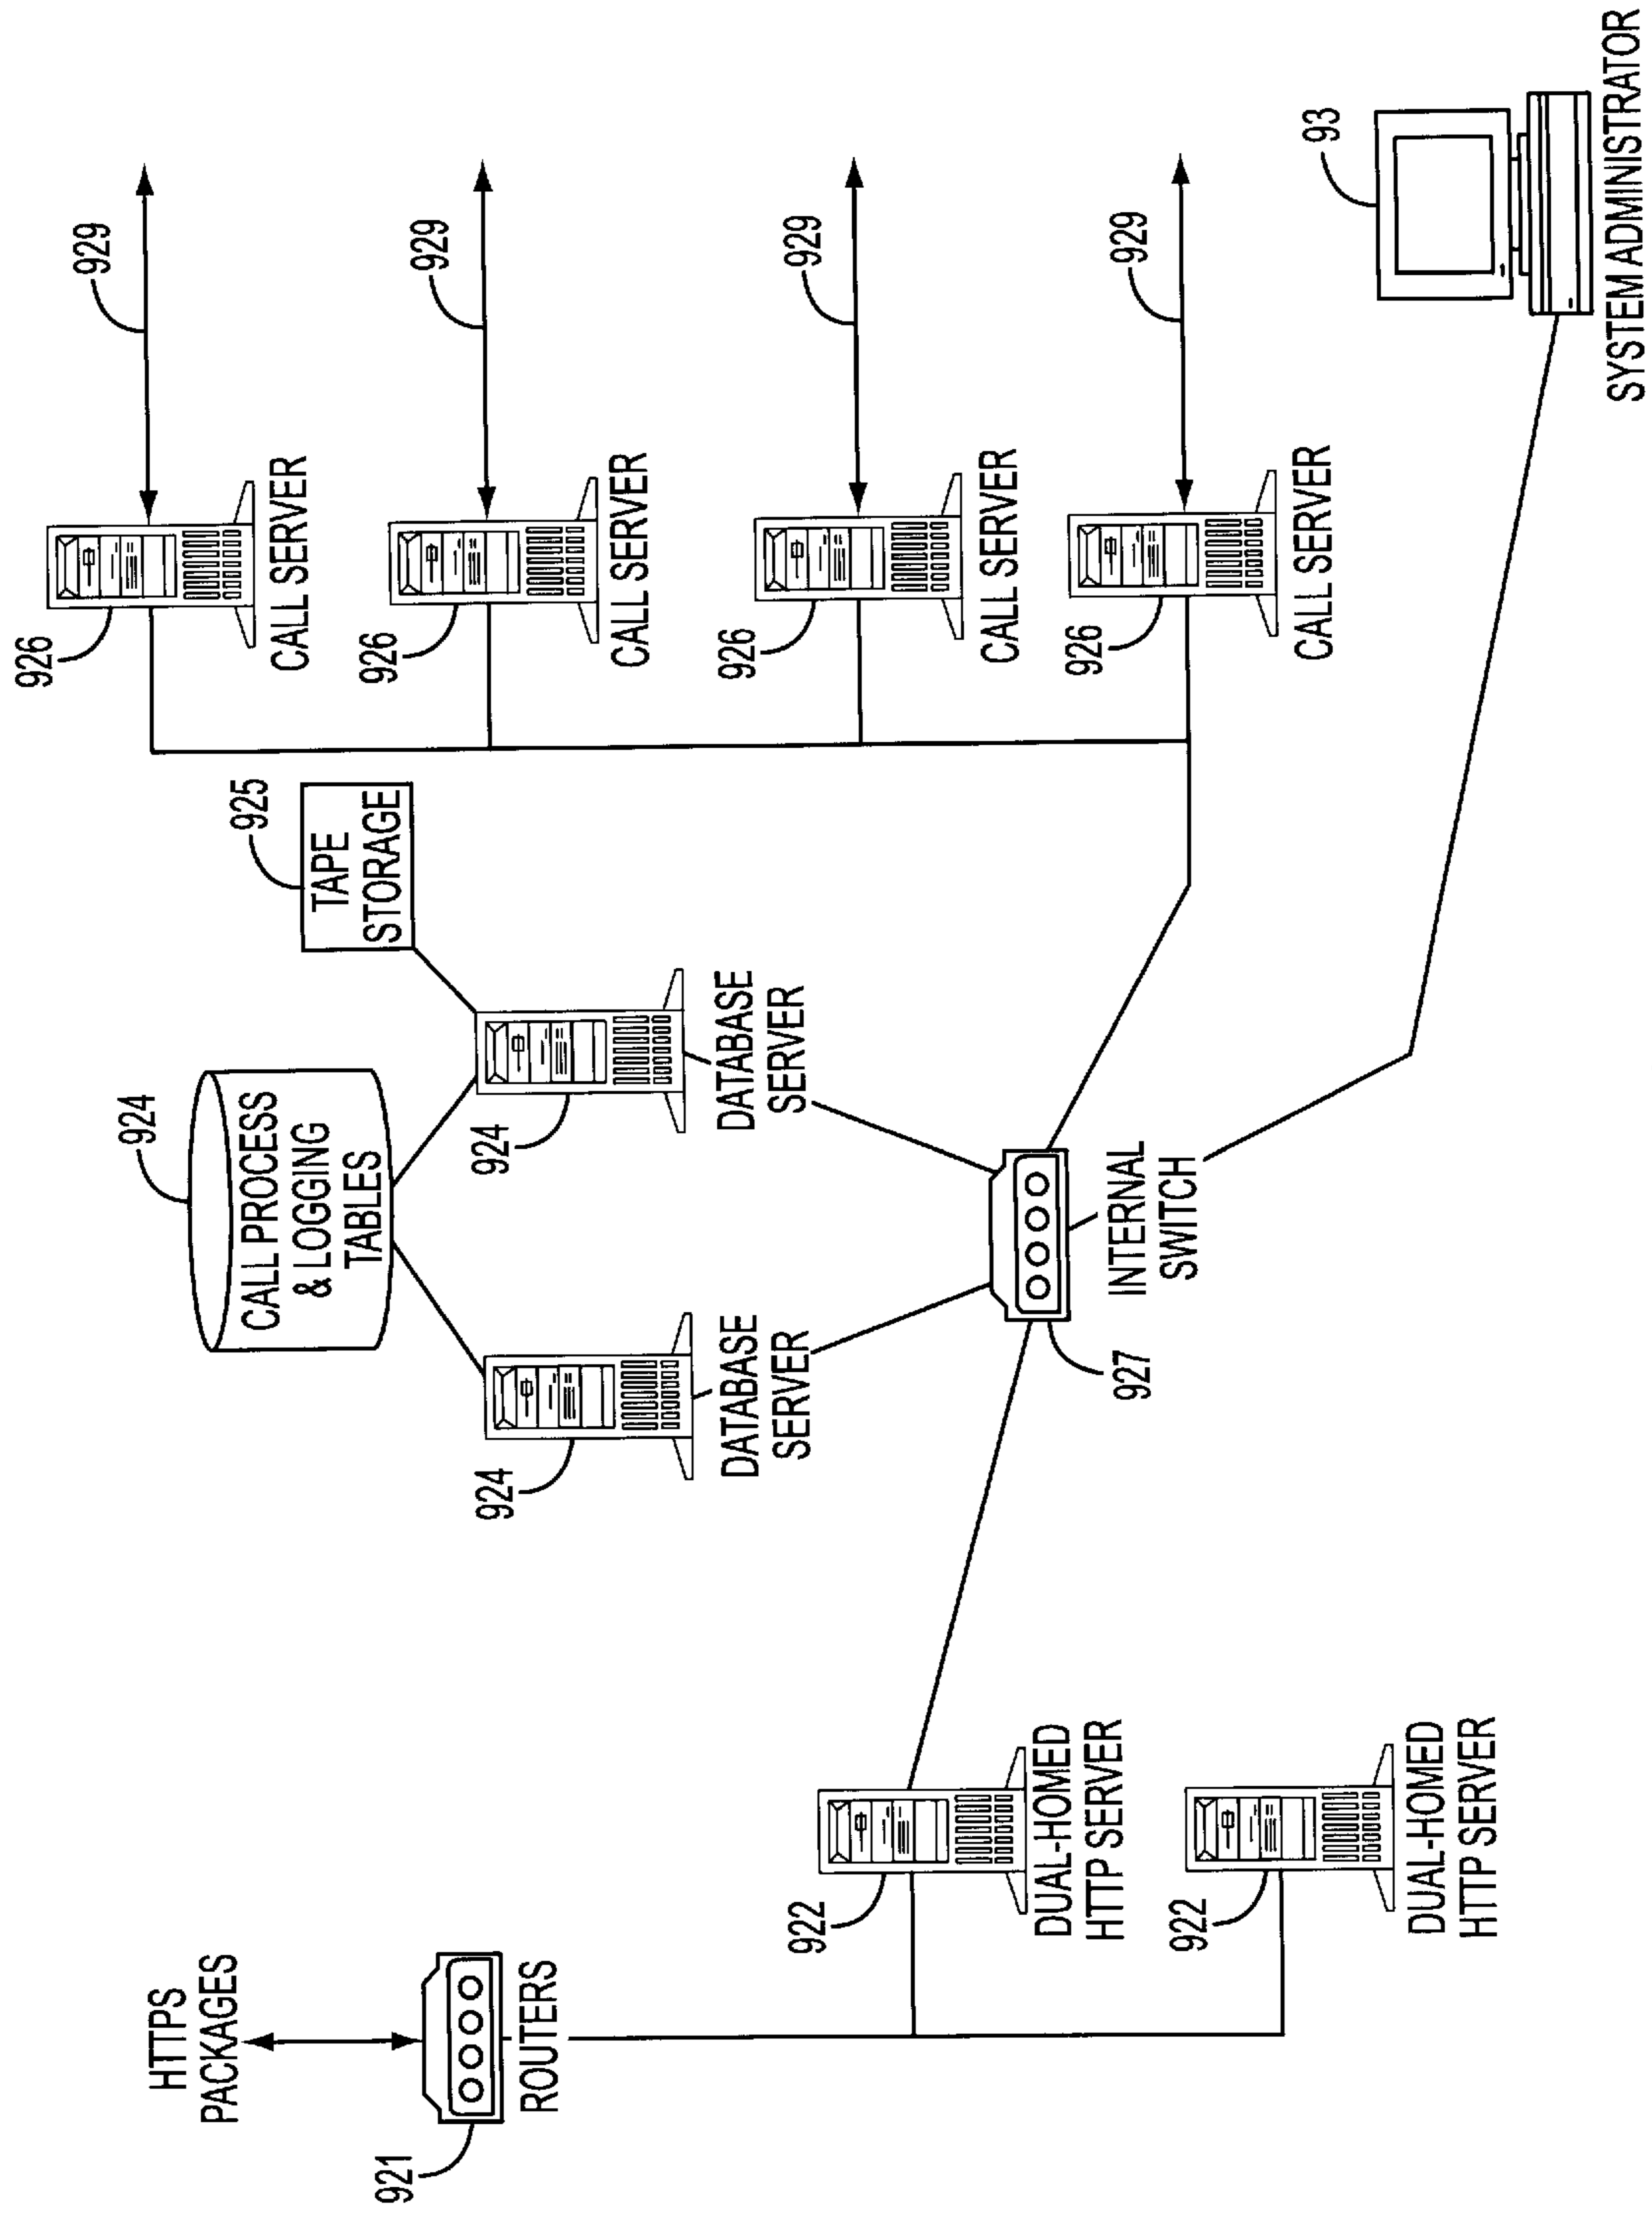 HTTPS
PACKAGES
921
ROUTERS
922
DUAL-HOMED
HTTP SERVER
922
DUAL-HOMED
HTTP SERVER
924
CALL PROCESS
& LOGGING
TABLES
925
TAPE
STORAGE
924
DATABASE
SERVER
924
DATABASE
SERVER
927
INTERNAL
SWITCH
926
CALL SERVER
929
926
CALL SERVER
929
926
CALL SERVER
929
926
CALL SERVER
929
93
SYSTEM ADMINISTRATOR